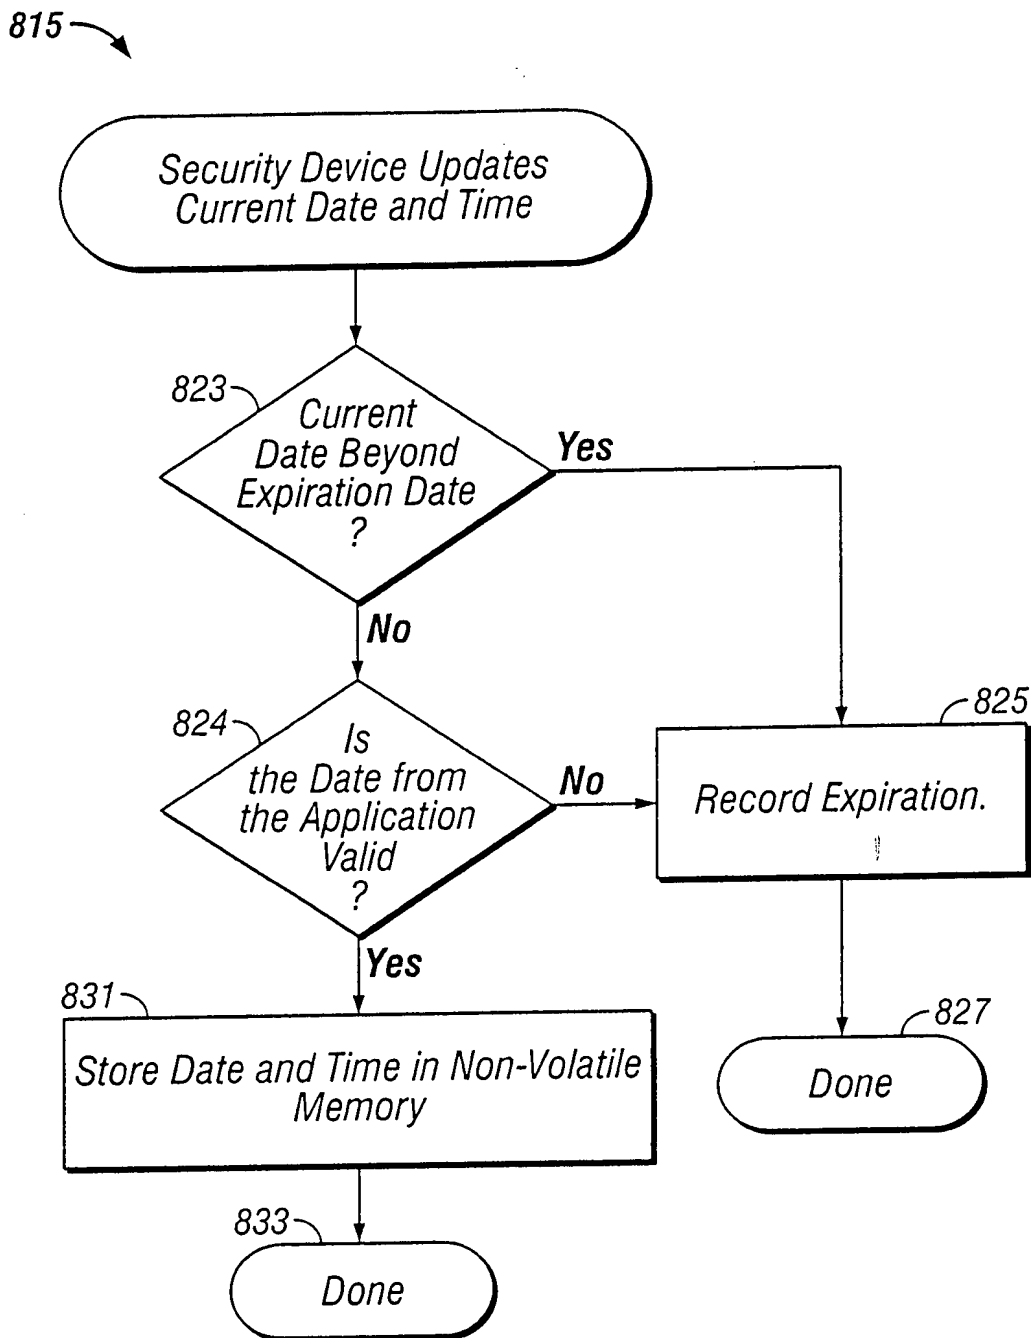 815
Security Device Updates
Current Date and Time
823
Current
Date Beyond
Expiration Date
?
Yes
No
824
Is
the Date from
the Application
Valid
?
No
825
Record Expiration.
Yes
831
Store Date and Time in Non-Volatile
Memory
827
Done
833
Done